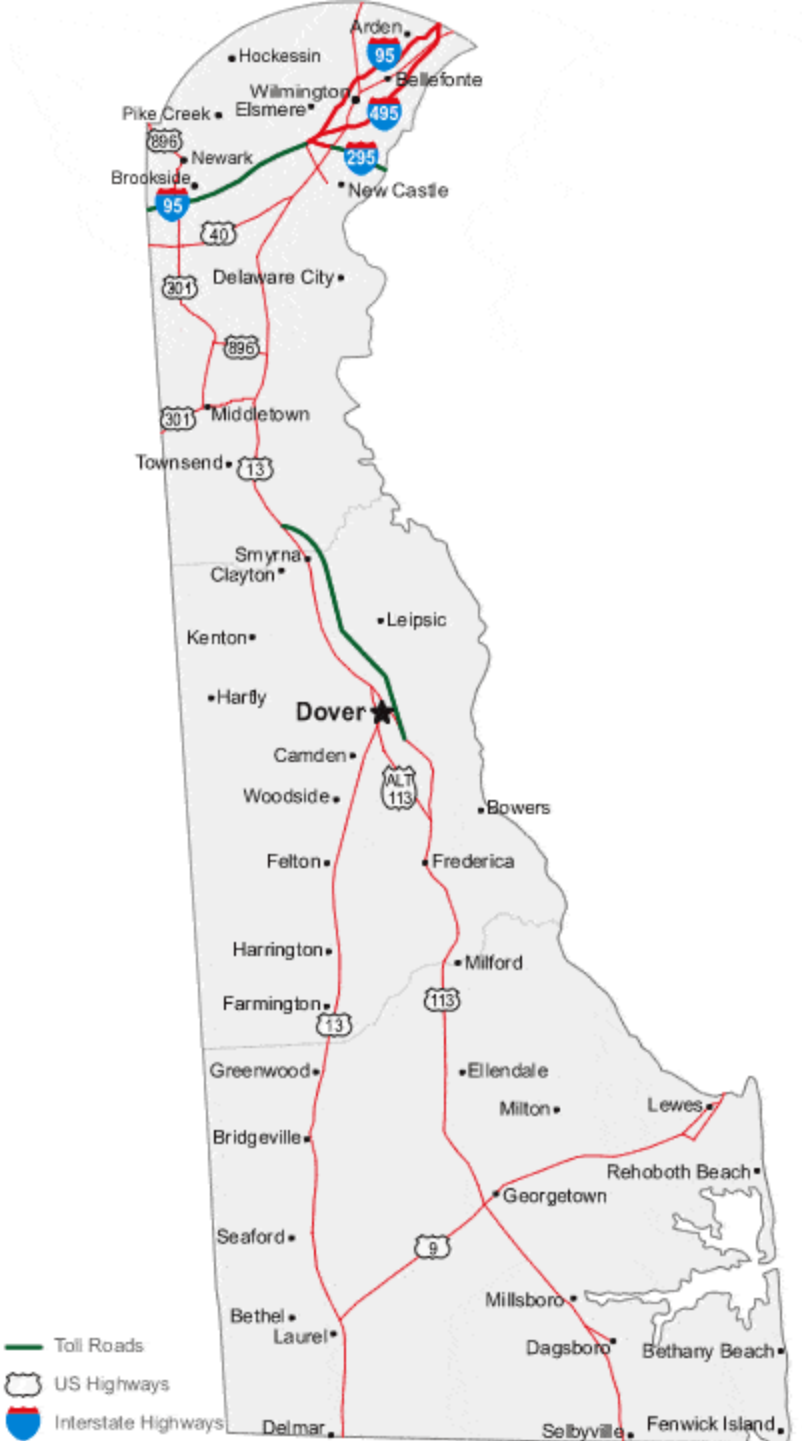 Arden
95
Hockessin
Bellefonte
Wilmington
Elsmere
495
Pike Creek
896
295
Newark
Brookside
New Castle
95
40
Delaware City
301
896
301
Middletown
Townsend
13
Smyrna
Clayton
Leipsic
Kenton
Hartly
Dover
Camden
ALT
113
Woodside
Bowers
Felton
Frederica
Harrington
Milford
113
Farmington
13
Greenwood
Ellendale
Milton
Lewes
Bridgeville
Rehoboth Beach
Georgetown
Seaford
9
Millsboro
Bethel
Laurel
Toll Roads
Dagsboro
Bethany Beach
US Highways
Interstate Highways
Delmar
Selbyville
Fenwick Island